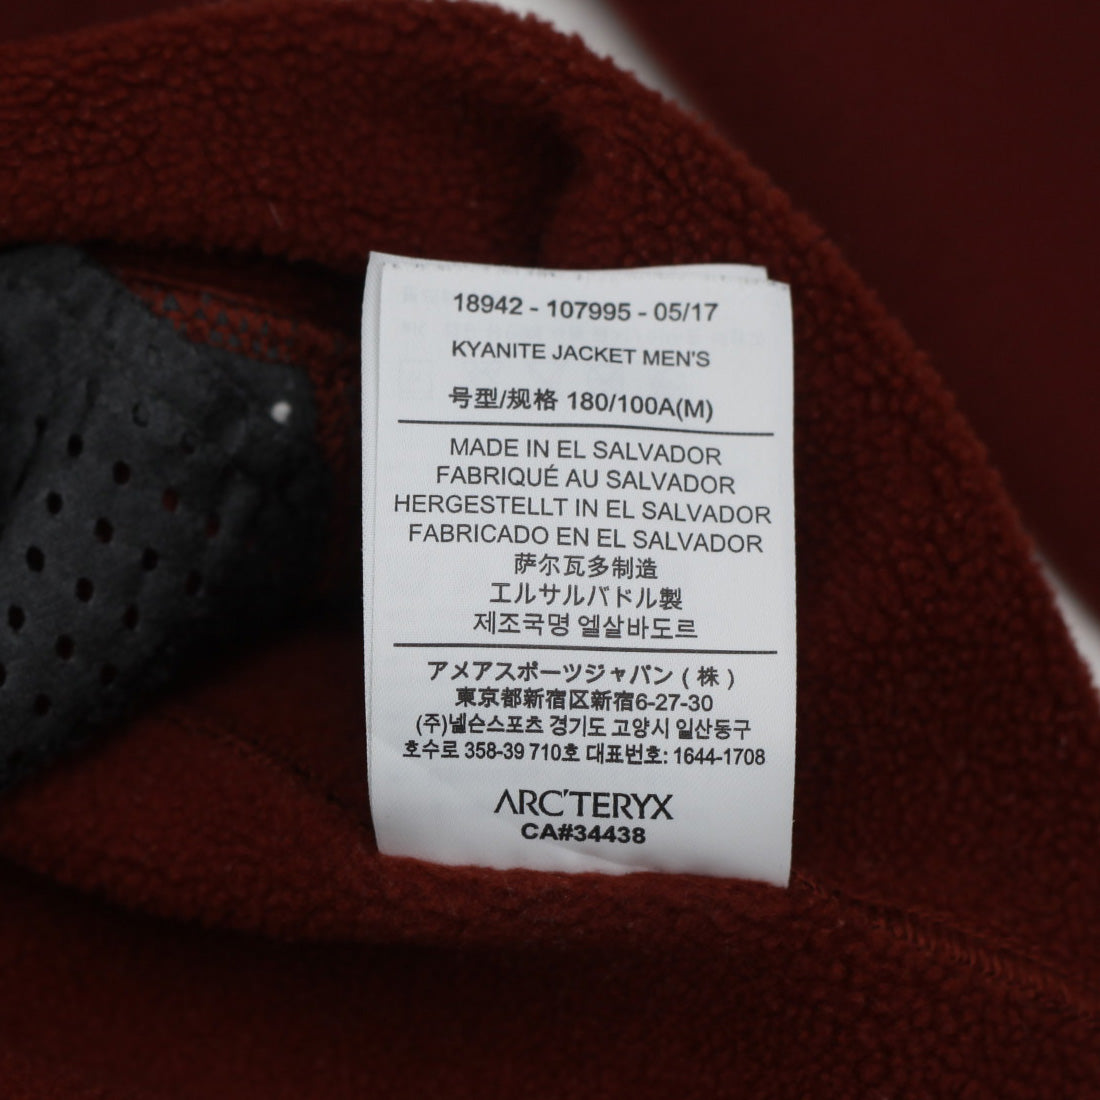 18942 - 107995 - 05/17
KYANITE JACKET MEN'S
号型/规格 180/100A(M)
MADE IN EL SALVADOR
FABRIQUÉ AU SALVADOR
HERGESTELLT IN EL SALVADOR
FABRICADO EN EL SALVADOR
萨尔瓦多制造
エルサルバドル製
제조국명 엘살바도르
アメアスポーツジャパン ( 株 )
東京都新宿区新宿6-27-30
(주)넬슨스포츠 경기도 고양시 일산동구
호수로 358-39 710호 대표번호: 1644-1708
ARC'TERYX
CA#34438